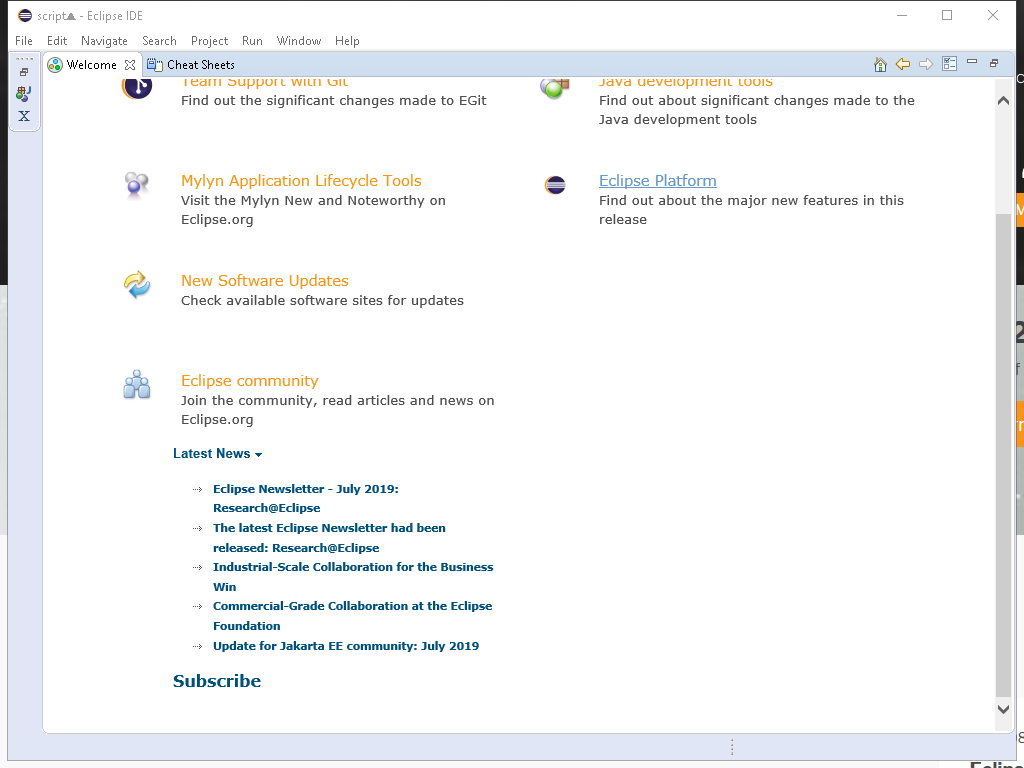 script▲ - Eclipse IDE
File Edit Navigate Search Project Run Window Help
Welcome Cheat Sheets
Team Support with Git
Find out the significant changes made to EGit
Java development tools
Find out about significant changes made to the
Java development tools
Mylyn Application Lifecycle Tools
Visit the Mylyn New and Noteworthy on
Eclipse.org
Eclipse Platform
Find out about the major new features in this
release
New Software Updates
Check available software sites for updates
Eclipse community
Join the community, read articles and news on
Eclipse.org
Latest News
Eclipse Newsletter - July 2019:
Research@Eclipse
The latest Eclipse Newsletter had been
released: Research@Eclipse
Industrial-Scale Collaboration for the Business
Win
Commercial-Grade Collaboration at the Eclipse
Foundation
Update for Jakarta EE community: July 2019
Subscribe